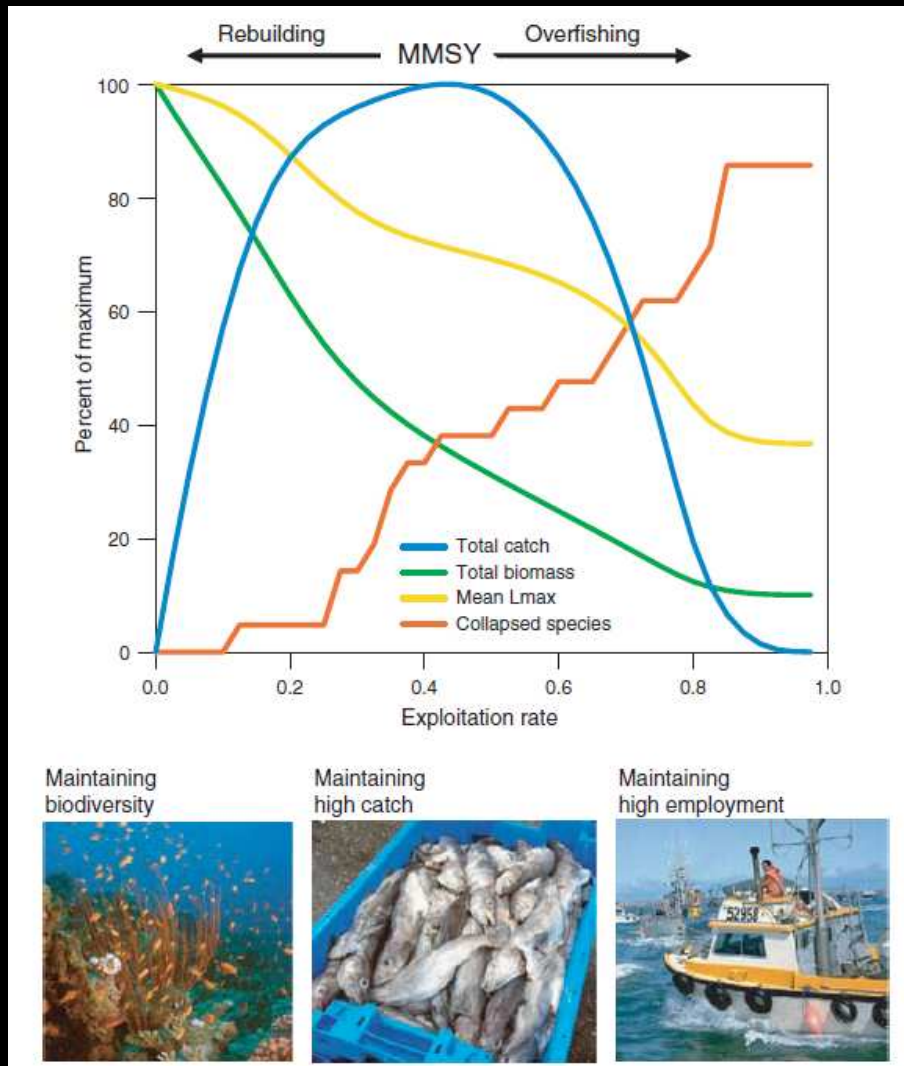 Rebuilding
Overfishing
MMSY
100
80
60
40
20
0
Percent of maximum
Total catch
Total biomass
Mean Lmax
Collapsed species
0.0 0.2 0.4 0.6 0.8 1.0
Exploitation rate
Maintaining
biodiversity
Maintaining
high catch
Maintaining
high employment
52958